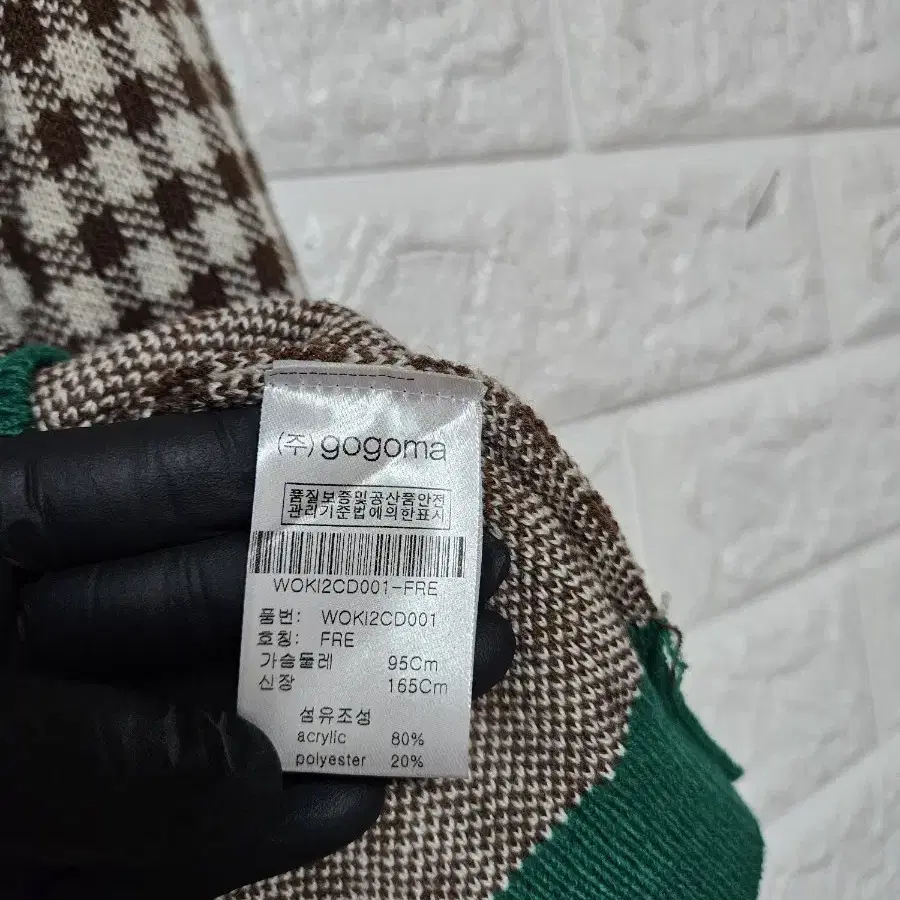 (주) gogoma
품질보증및공산품안전
관리기준법에의한표시
WOKI2CD001-FRE
품번: WOKI2CD001
호칭: FRE
가슴둘레 95Cm
신장 165Cm
섬유조성
acrylic 80%
polyester 20%